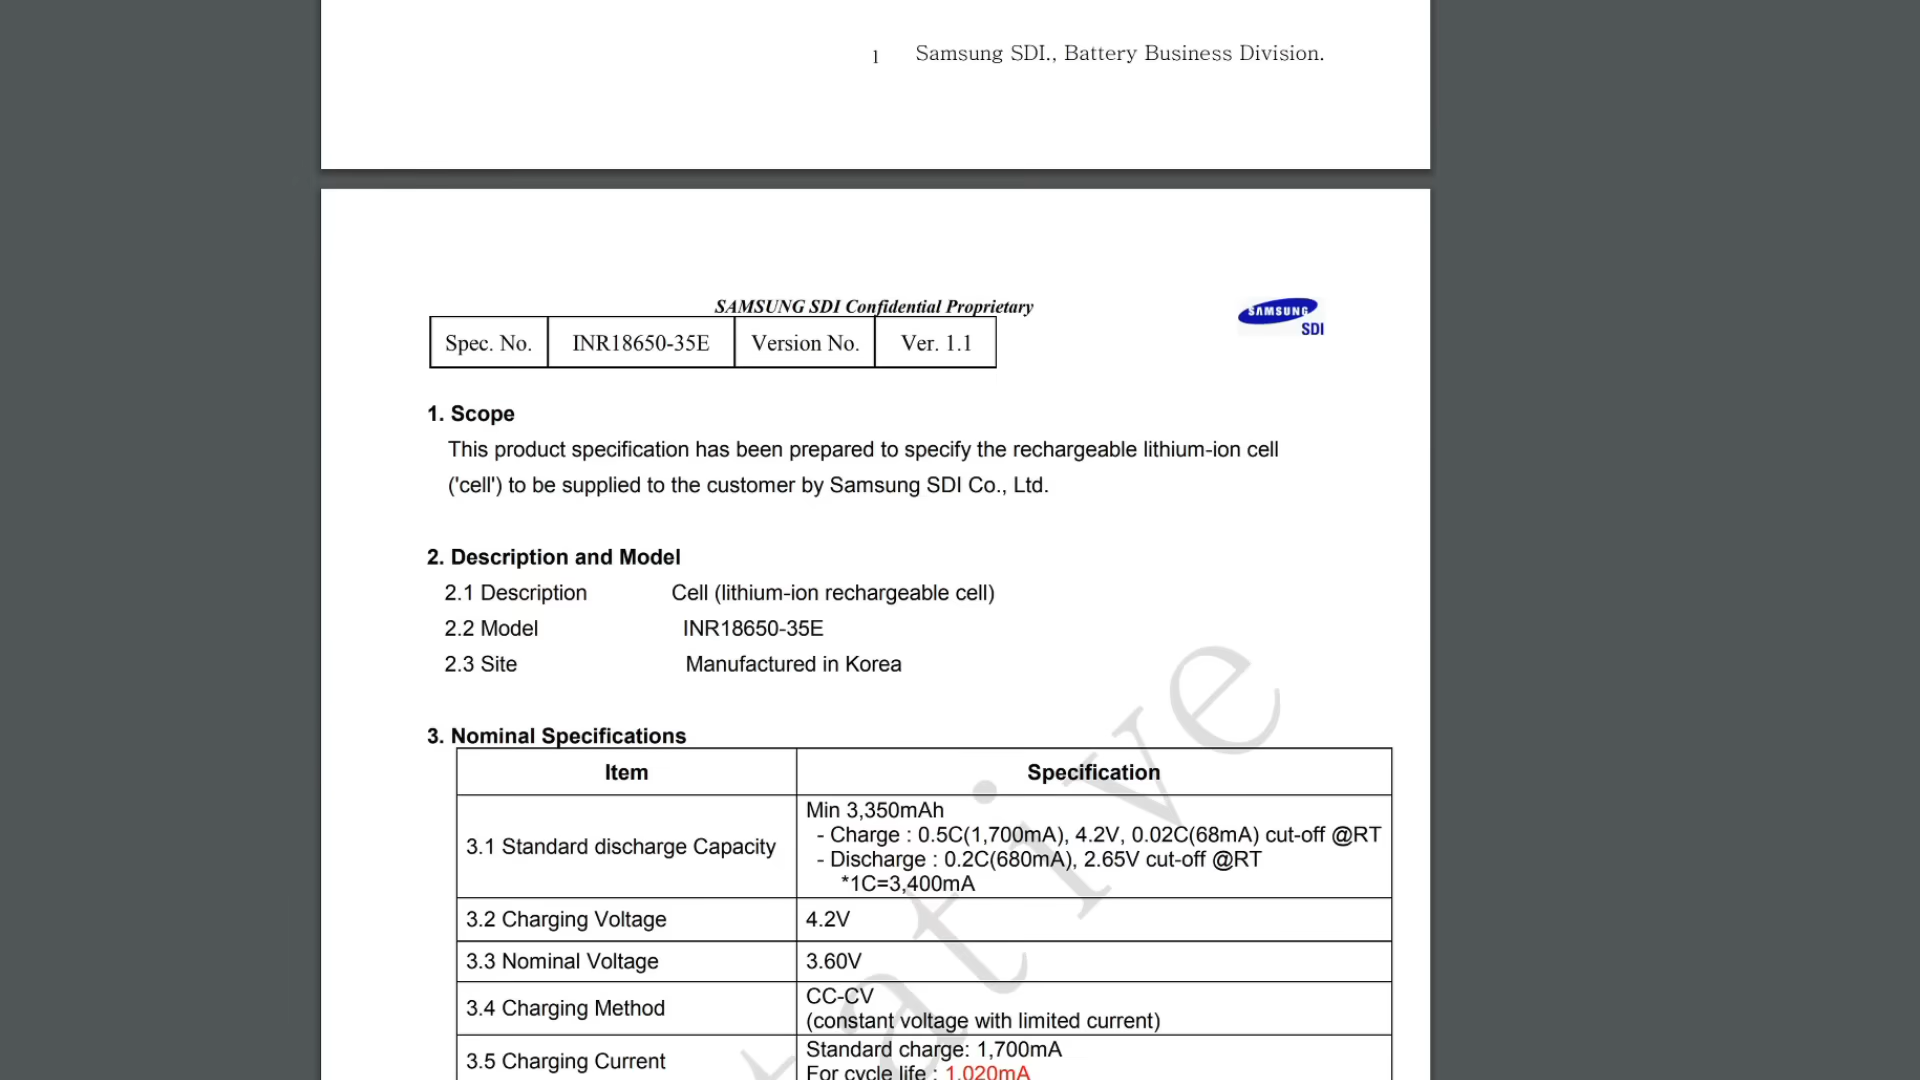 1 Samsung SDI., Battery Business Division.
SAMSUNG SDI Confidential Proprietary
SAMSUNG
SDI
Spec. No. INR18650-35E Version No. Ver. 1.1
1. Scope
This product specification has been prepared to specify the rechargeable lithium-ion cell
('cell') to be supplied to the customer by Samsung SDI Co., Ltd.
2. Description and Model
2.1 Description Cell (lithium-ion rechargeable cell)
2.2 Model INR18650-35E
2.3 Site Manufactured in Korea
3. Nominal Specifications
Item Specification
3.1 Standard discharge Capacity
Min 3,350mAh
- Charge : 0.5C(1,700mA), 4.2V, 0.02C(68mA) cut-off @RT
- Discharge : 0.2C(680mA), 2.65V cut-off @RT
*1C=3,400mA
3.2 Charging Voltage 4.2V
3.3 Nominal Voltage 3.60V
3.4 Charging Method
CC-CV
(constant voltage with limited current)
3.5 Charging Current
Standard charge: 1,700mA
For cycle life : 1,020mA
tative